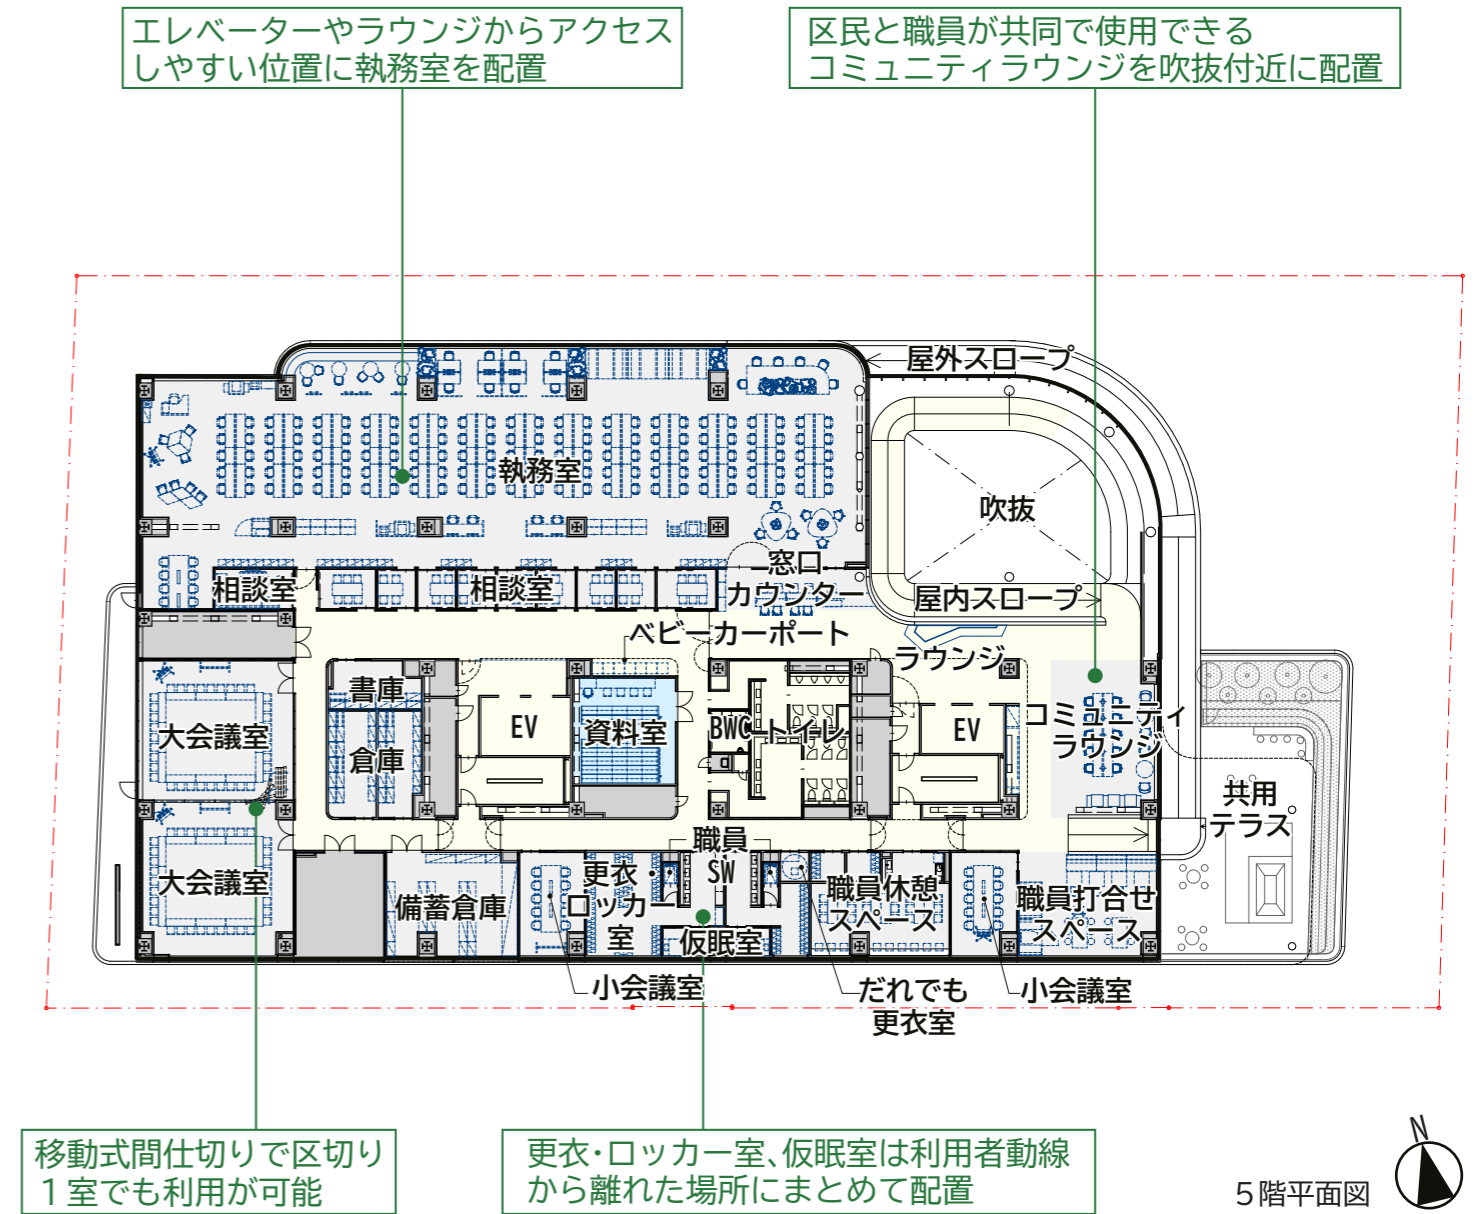 エレベーターやラウンジからアクセス
しやすい位置に執務室を配置
区民と職員が共同で使用できる
コミュニティラウンジを吹抜付近に配置
屋外スロープ
執務室
吹抜
窓口
カウンター
相談室
相談室
屋内スロープ
ベビーカーポート
ラウンジ
書庫
大会議室
EV
資料室
BWC
トイレ
EV
コミュニティ
ラウンジ
倉庫
共用
テラス
大会議室
備蓄倉庫
更衣・
ロッカー
室
職員
SW
仮眠室
職員休憩
スペース
職員打合せ
スペース
小会議室
だれでも
更衣室
小会議室
移動式間仕切りで区切り
１室でも利用が可能
更衣・ロッカー室、仮眠室は利用者動線
から離れた場所にまとめて配置
N
５階平面図